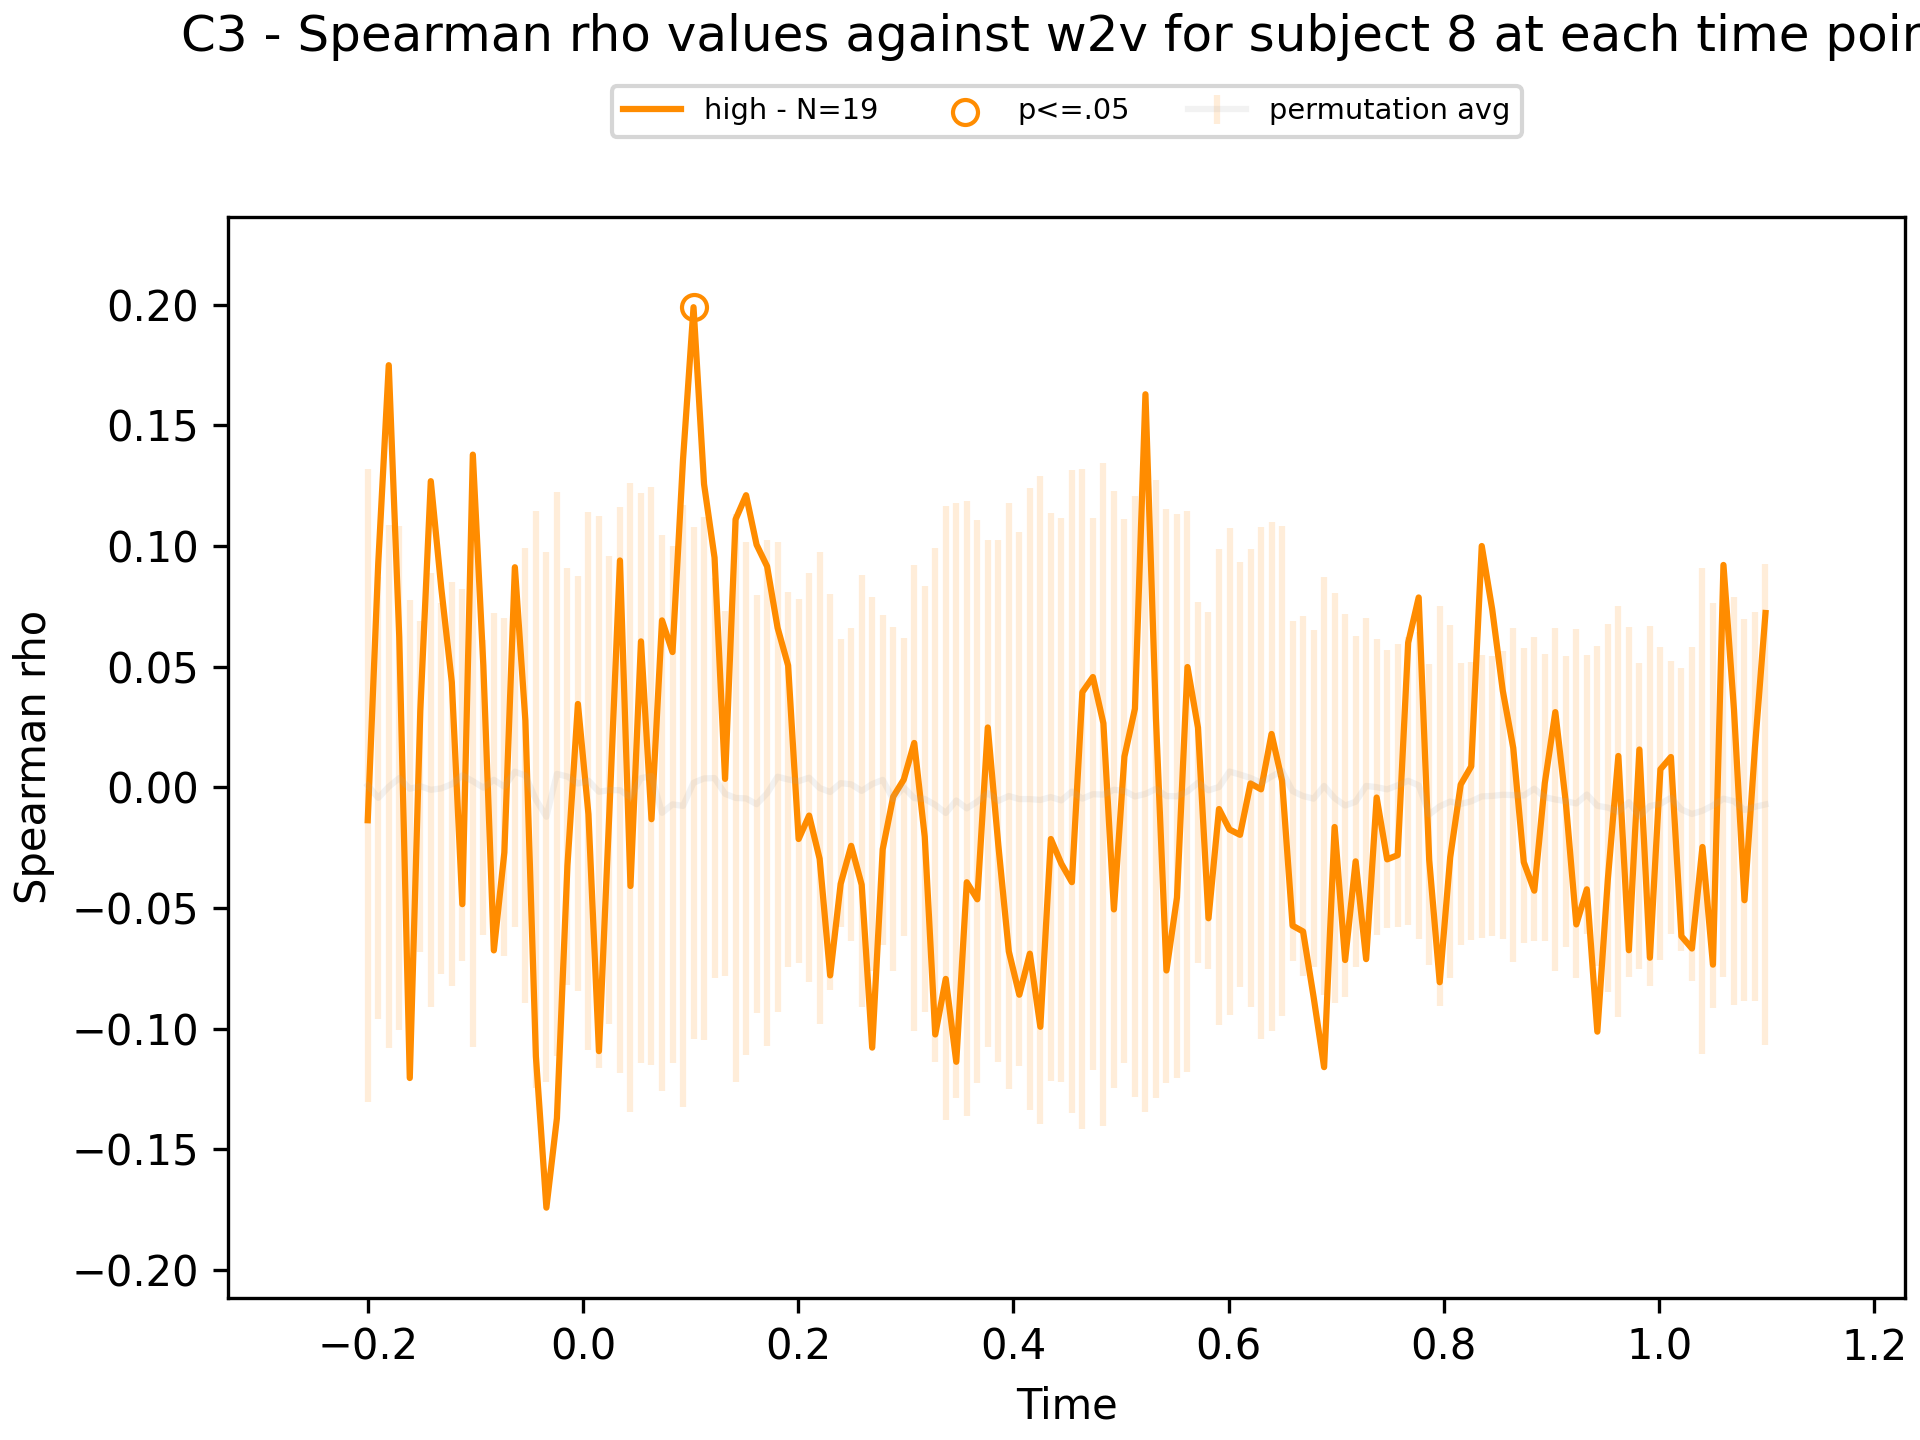 C3 - Spearman rho values against w2v for subject 8 at each time poin
high - N=19 p<=.05 permutation avg
Spearman rho
0.20
0.15
0.10
0.05
0.00
−0.05
−0.10
−0.15
−0.20
−0.2 0.0 0.2 0.4 0.6 0.8 1.0 1.2
Time